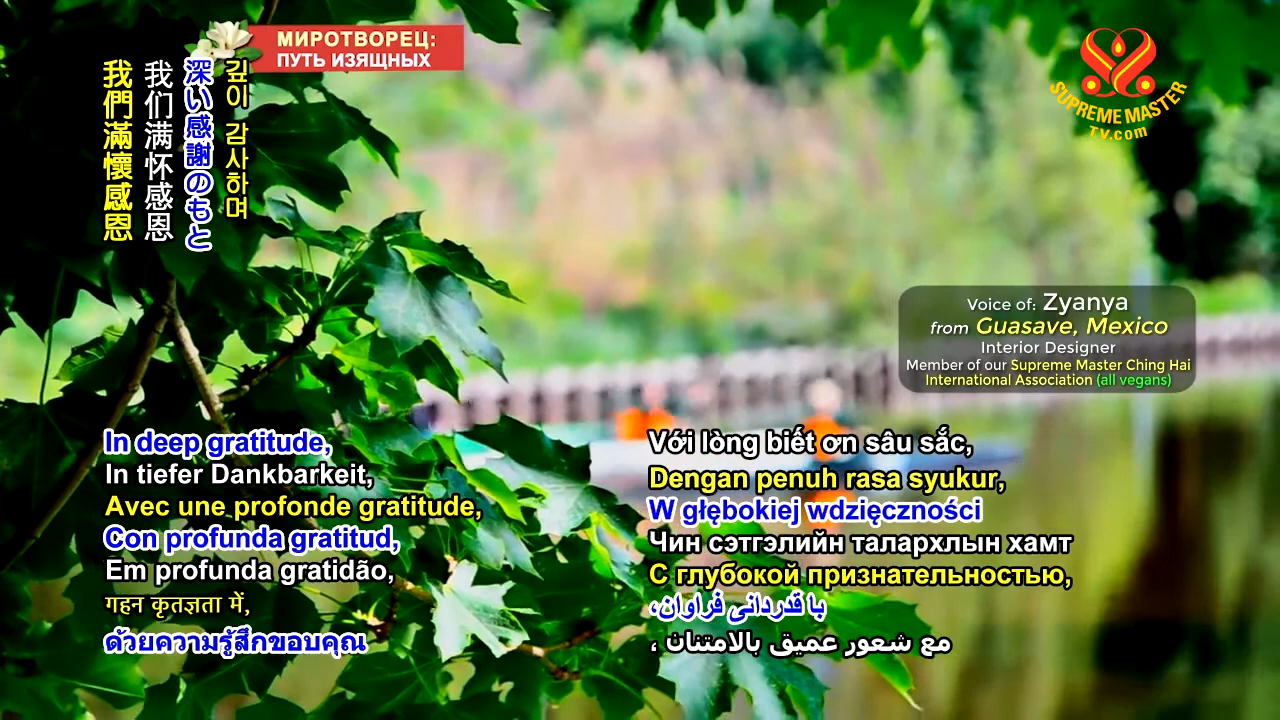 МИРОТВОРЕЦ:
ПУТЬ ИЗЯЩНЫХ
我們滿懷感恩
我们满怀感恩
深い感謝のもと
깊이 감사하며
SUPREME MASTER
TV.com
Voice of: Zyanya
from Guasave, Mexico
Interior Designer
Member of our Supreme Master Ching Hai
International Association (all vegans)
In deep gratitude,
In tiefer Dankbarkeit,
Avec une profonde gratitude,
Con profunda gratitud,
Em profunda gratidão,
गहन कृतज्ञता में,
ด้วยความรู้สึกขอบคุณ
Với lòng biết ơn sâu sắc,
Dengan penuh rasa syukur,
W głębokiej wdzięczności
Чин сэтгэлийн талархлын хамт
С глубокой признательностью,
با قدردانی فراوان،
مع شعور عميق بالامتنان ،